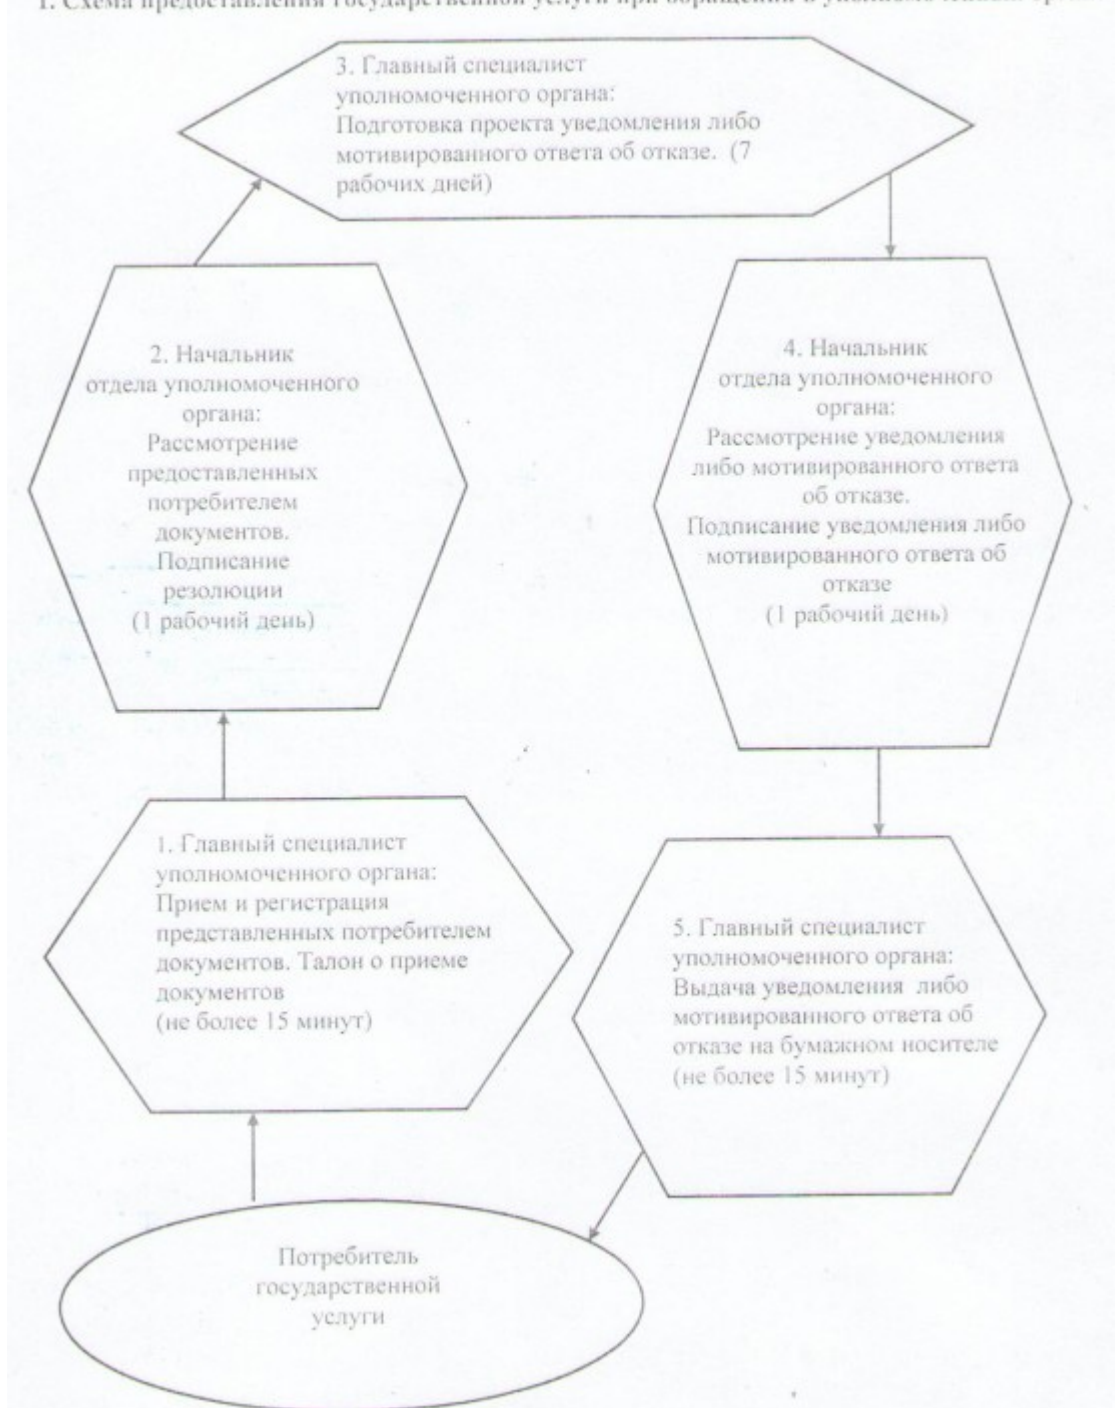 1. Схема предоставления государственной услуги при обращении в уполномоченный орган
3. Главный специалист
уполномоченного органа:
Подготовка проекта уведомления либо
мотивированного ответа об отказе. (7
рабочих дней)
2. Начальник
отдела уполномоченного
органа:
Рассмотрение
предоставленных
потребителем
документов.
Подписание
резолюции
(1 рабочий день)
4. Начальник
отдела уполномоченного
органа:
Рассмотрение уведомления
либо мотивированного ответа
об отказе.
Подписание уведомления либо
мотивированного ответа об
отказе
(1 рабочий день)
1. Главный специалист
уполномоченного органа:
Прием и регистрация
представленных потребителем
документов. Талон о приеме
документов
(не более 15 минут)
5. Главный специалист
уполномоченного органа:
Выдача уведомления либо
мотивированного ответа об
отказе на бумажном носителе
(не более 15 минут)
Потребитель
государственной
услуги